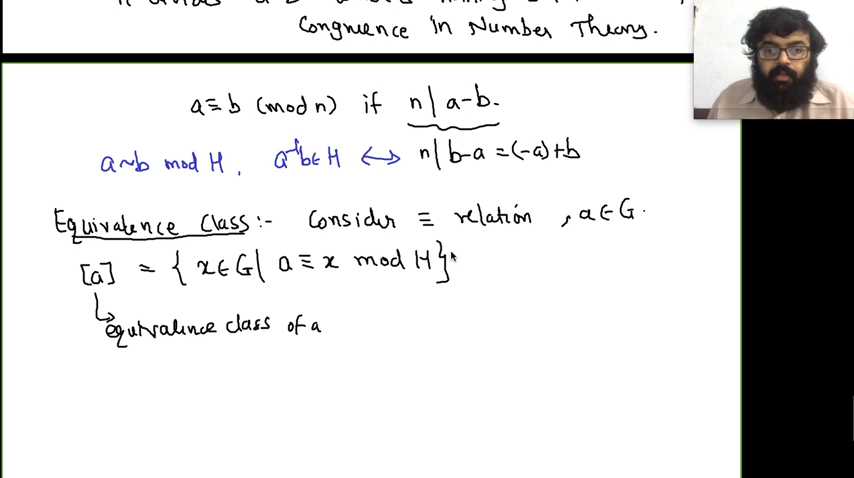 Congruence in Number Theory.
a ≡ b (mod n) if n | a-b.
a ~ b mod H, a⁻¹b ∈ H ⟷ n | b-a = (-a)+b
Equivalence Class :- Consider ≡ relation, a ∈ G.
[a] = { x ∈ G | a ≡ x mod H }
equivalence class of a